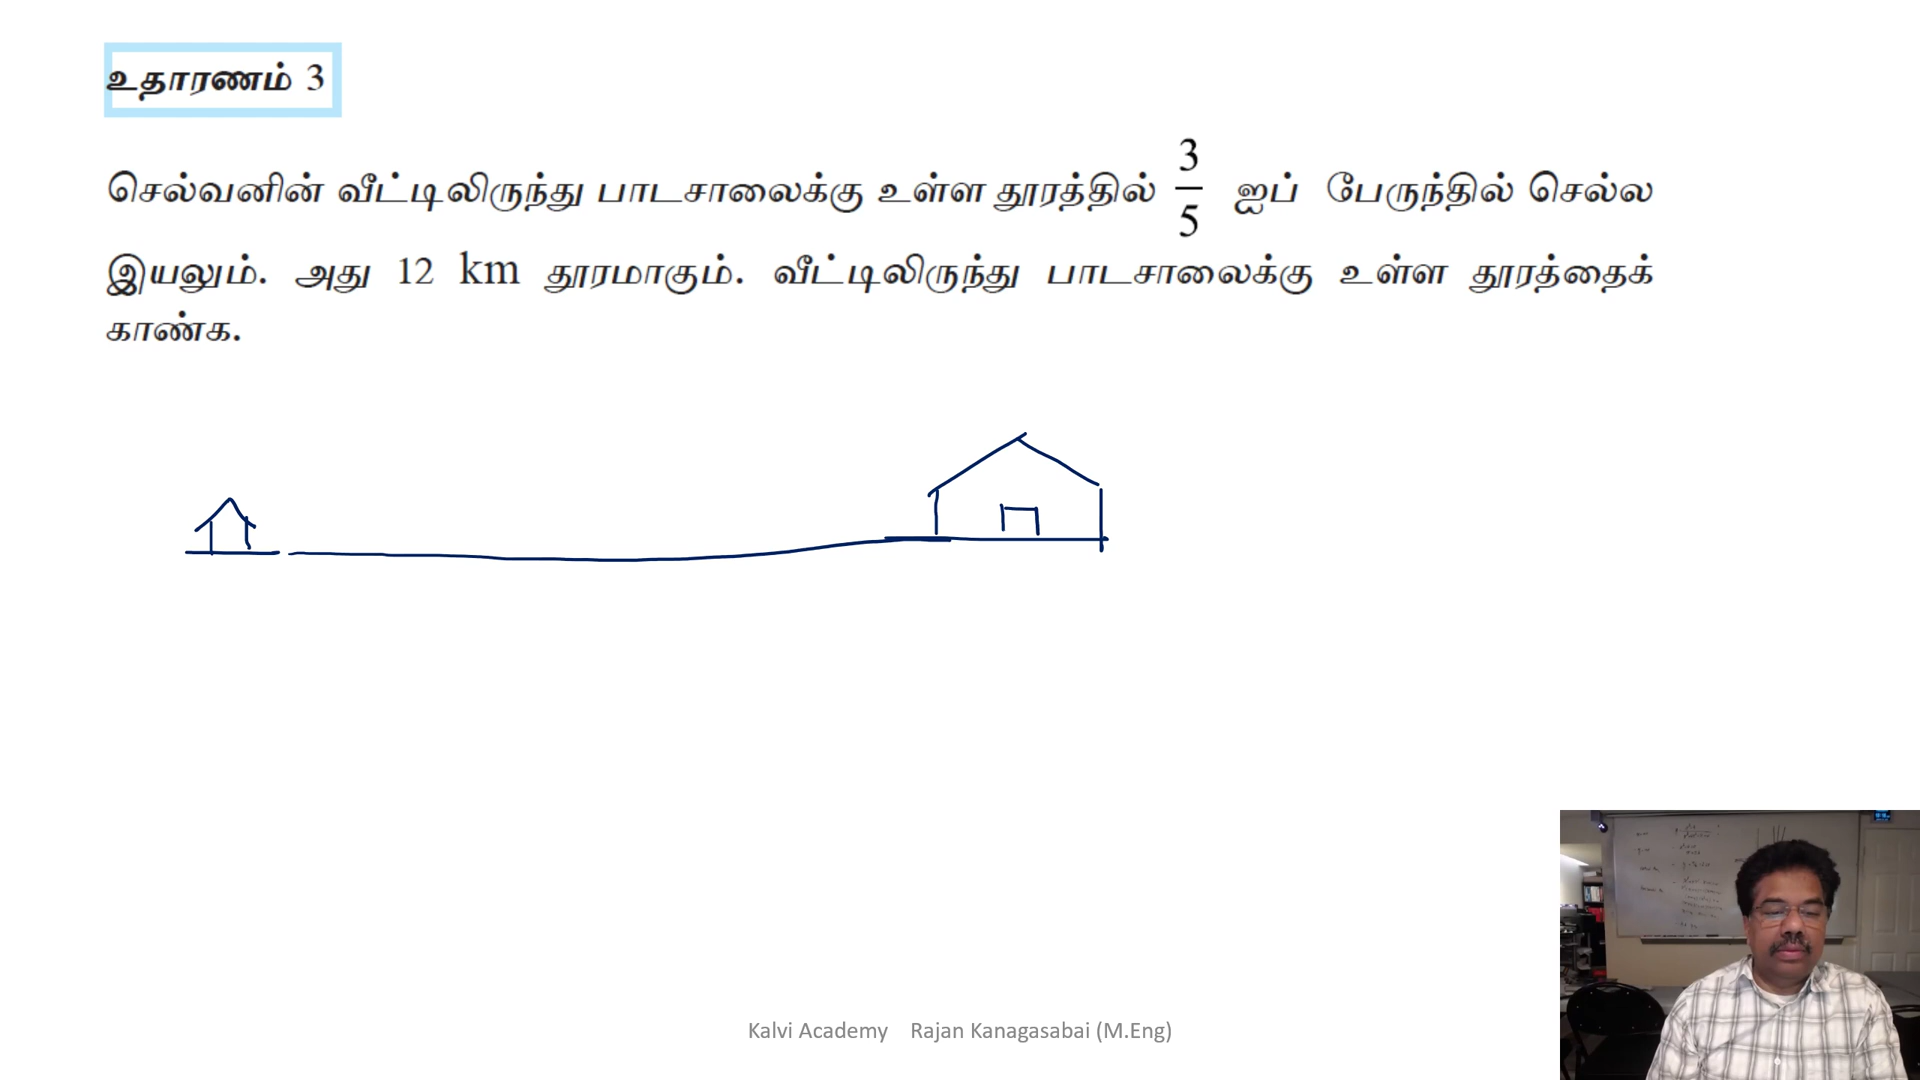 உதாரணம் 3
செல்வனின் வீட்டிலிருந்து பாடசாலைக்கு உள்ள தூரத்தில் 3/5 ஐப் பேருந்தில் செல்ல
இயலும். அது 12 km தூரமாகும். வீட்டிலிருந்து பாடசாலைக்கு உள்ள தூரத்தைக்
காண்க.
Kalvi Academy Rajan Kanagasabai (M.Eng)